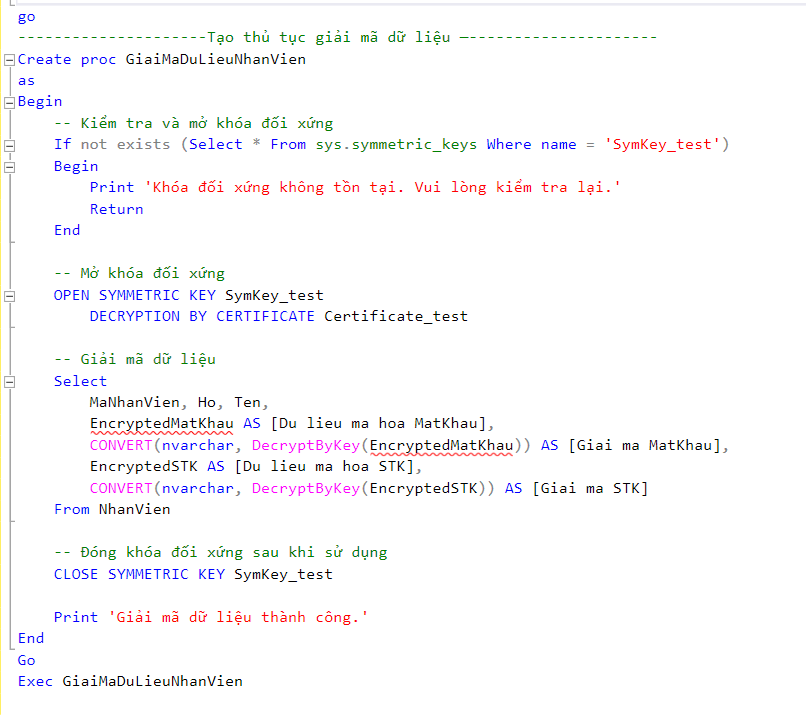 go
---------------------Tạo thủ tục giải mã dữ liệu —---------------------
Create proc GiaiMaDuLieuNhanVien
as
Begin
-- Kiểm tra và mở khóa đối xứng
If not exists (Select * From sys.symmetric_keys Where name = 'SymKey_test')
Begin
Print 'Khóa đối xứng không tồn tại. Vui lòng kiểm tra lại.'
Return
End
-- Mở khóa đối xứng
OPEN SYMMETRIC KEY SymKey_test
DECRYPTION BY CERTIFICATE Certificate_test
-- Giải mã dữ liệu
Select
MaNhanVien, Ho, Ten,
EncryptedMatKhau AS [Du lieu ma hoa MatKhau],
CONVERT(nvarchar, DecryptByKey(EncryptedMatKhau)) AS [Giai ma MatKhau],
EncryptedSTK AS [Du lieu ma hoa STK],
CONVERT(nvarchar, DecryptByKey(EncryptedSTK)) AS [Giai ma STK]
From NhanVien
-- Đóng khóa đối xứng sau khi sử dụng
CLOSE SYMMETRIC KEY SymKey_test
Print 'Giải mã dữ liệu thành công.'
End
Go
Exec GiaiMaDuLieuNhanVien